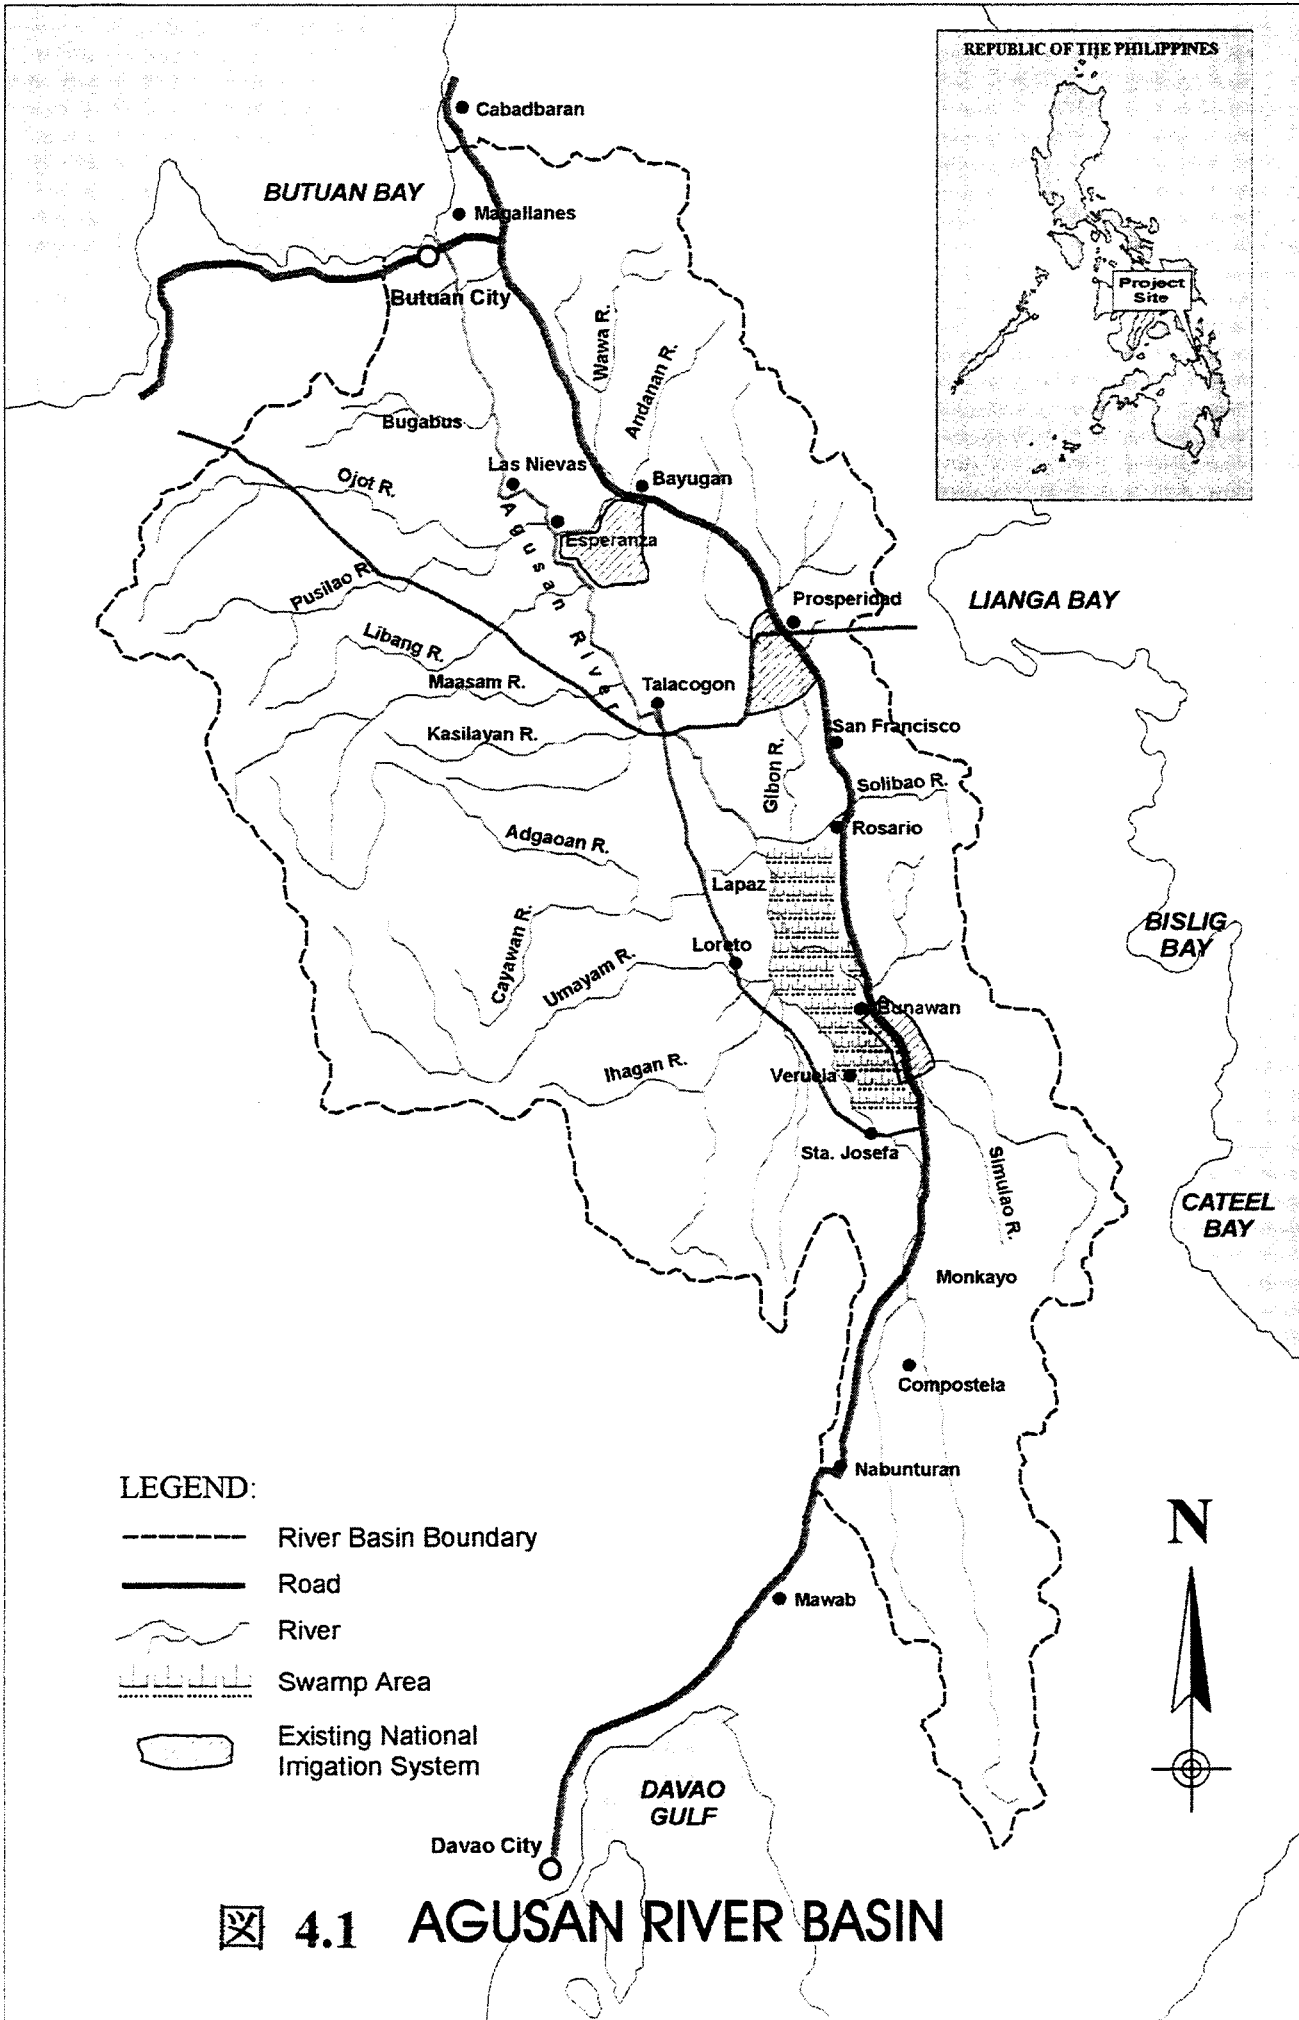 REPUBLIC OF THE PHILIPPINES
Project
Site
Cabadbaran
BUTUAN BAY
Magallanes
Butuan City
Wawa R.
Andanan R.
Bugabus
Las Nievas
Ojot R.
Bayugan
Agusan River
Esperanza
Pusilao R.
Prosperidad
LIANGA BAY
Libang R.
Maasam R.
Talacogon
Kasilayan R.
San Francisco
Gibon R.
Solibao R.
Rosario
Adgaoan R.
Lapaz
Cayawan R.
Loreto
BISLIG
BAY
Umayam R.
Bunawan
Ihagan R.
Veruela
Sta. Josefa
Simulao R.
CATEEL
BAY
Monkayo
Compostela
Nabunturan
LEGEND:
River Basin Boundary
Road
River
Swamp Area
Existing National
Irrigation System
N
Mawab
DAVAO
GULF
Davao City
図 4.1 AGUSAN RIVER BASIN